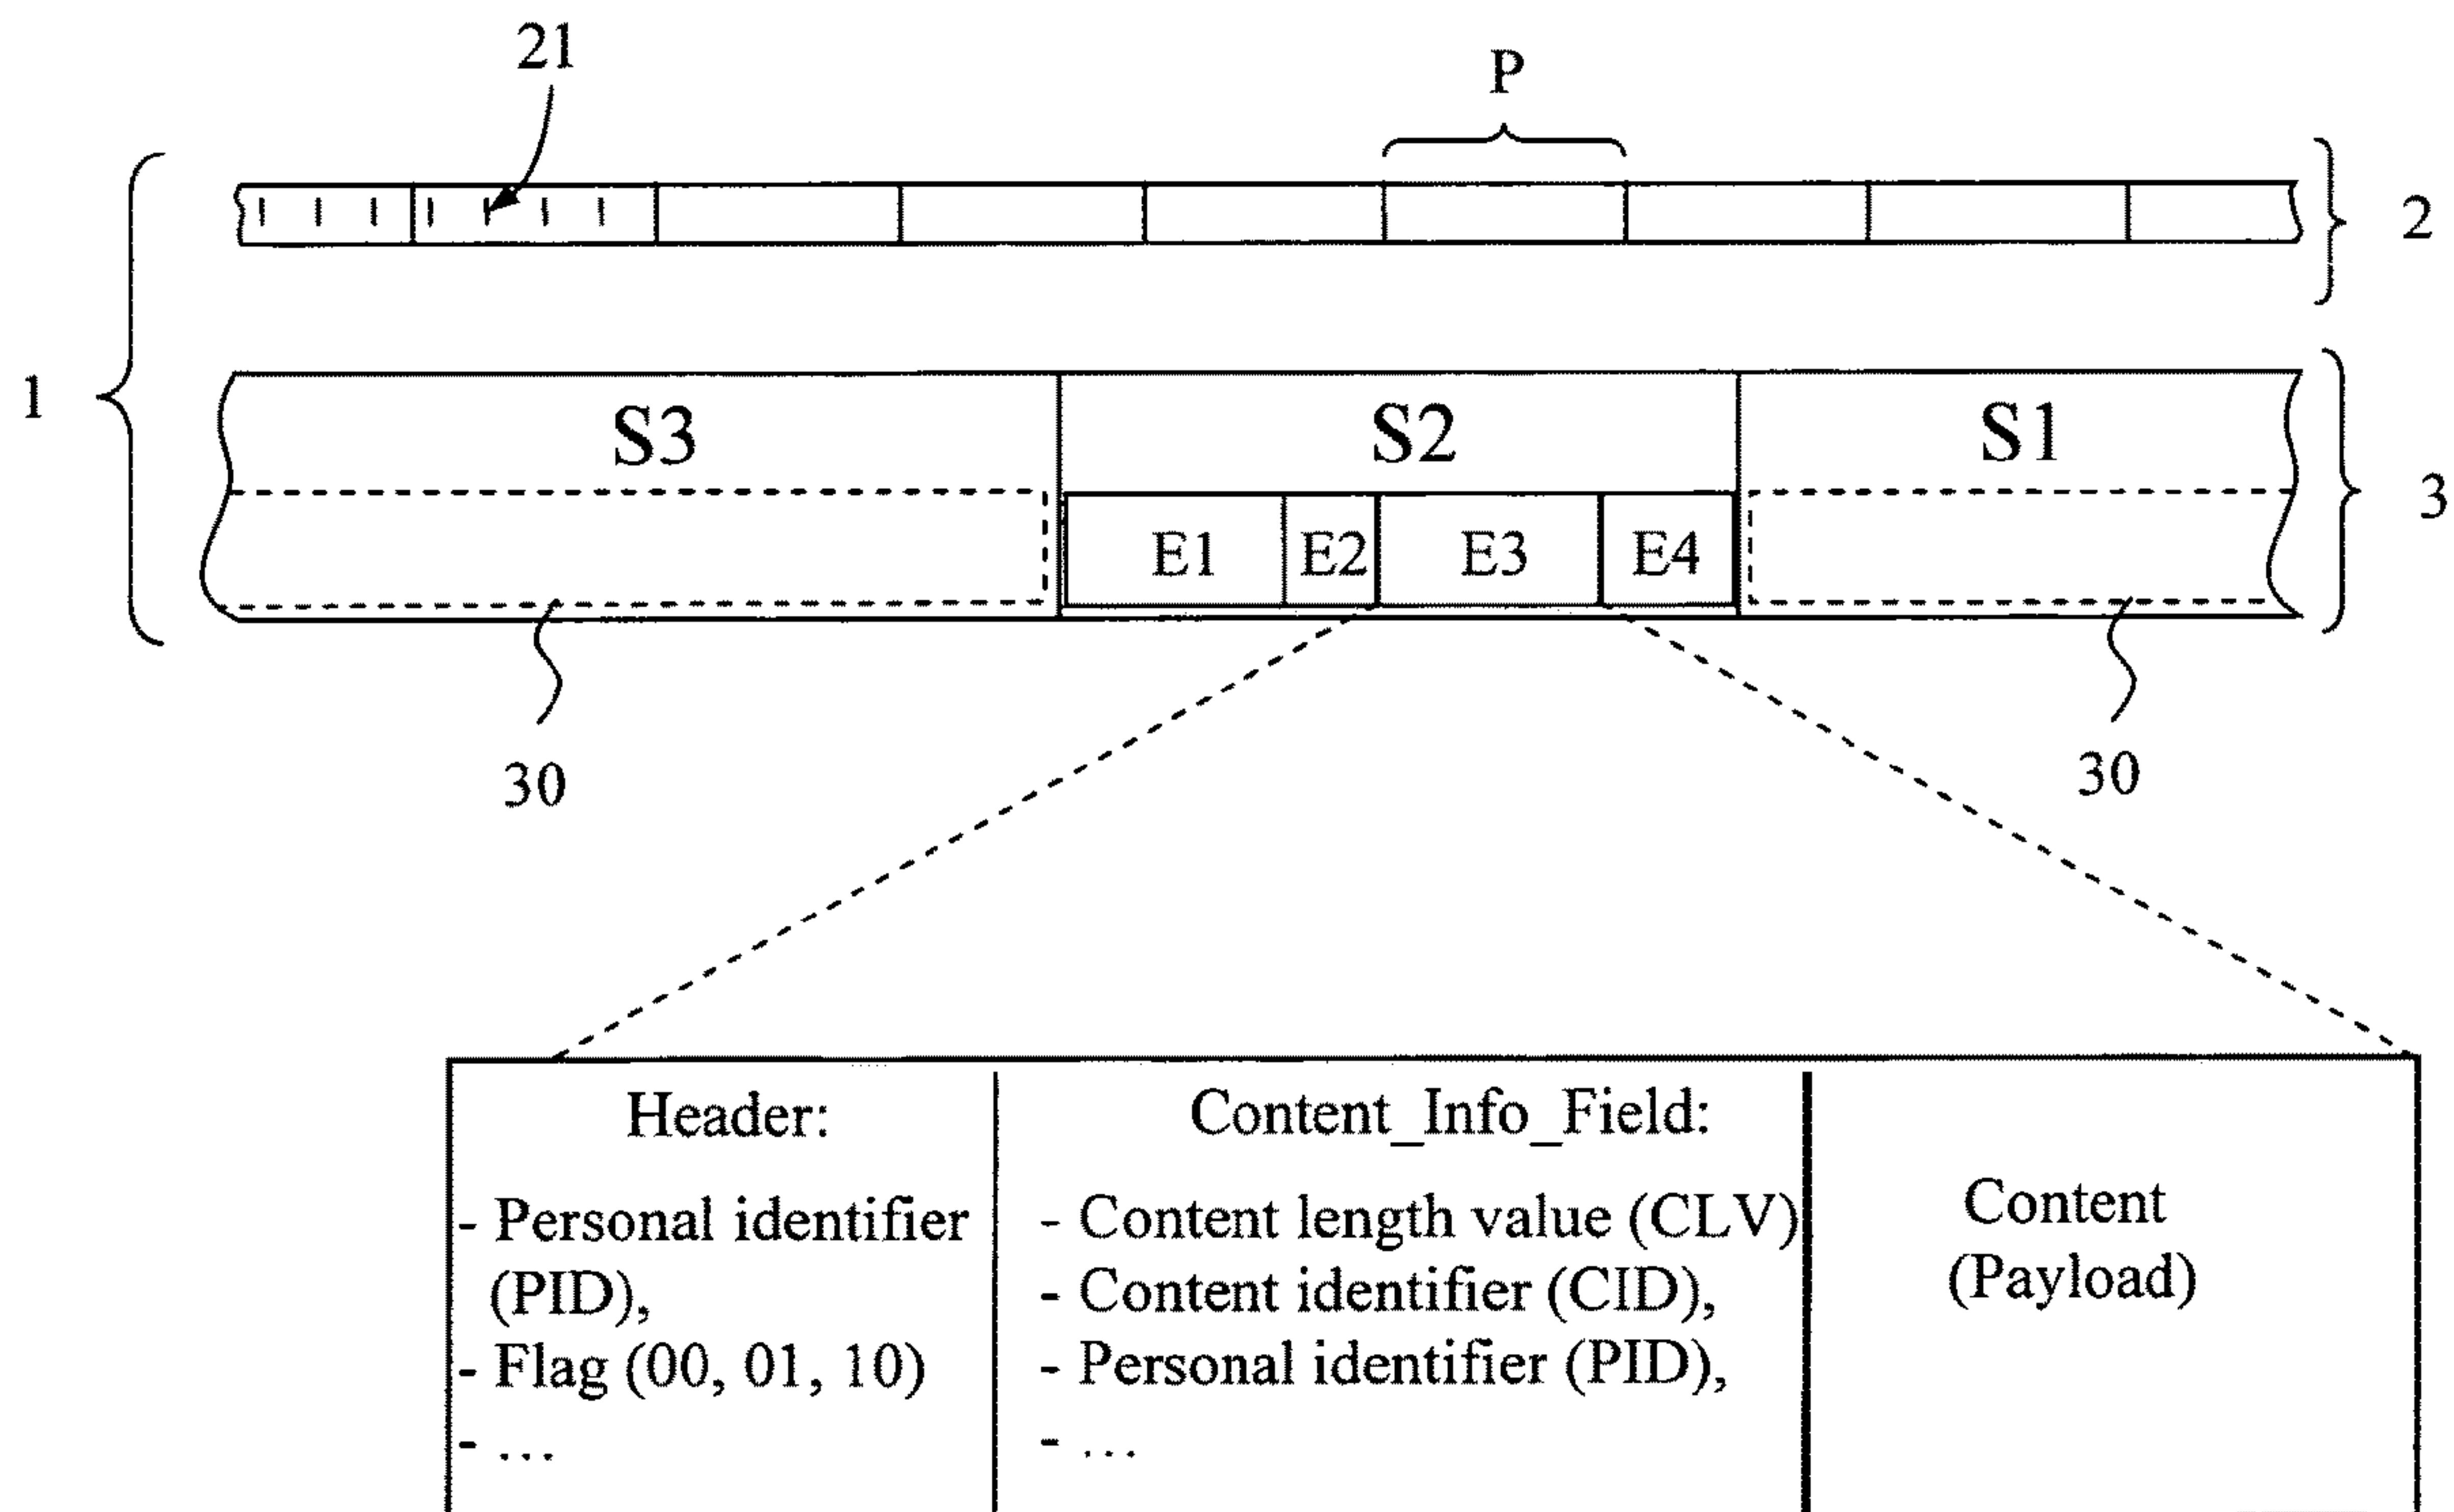 21
P
2
1
S3
S2
S1
3
E1
E2
E3
E4
30
30
Header:
- Personal identifier
(PID),
- Flag (00, 01, 10)
- ...
Content_Info_Field:
- Content length value (CLV)
- Content identifier (CID),
- Personal identifier (PID),
- ...
Content
(Payload)